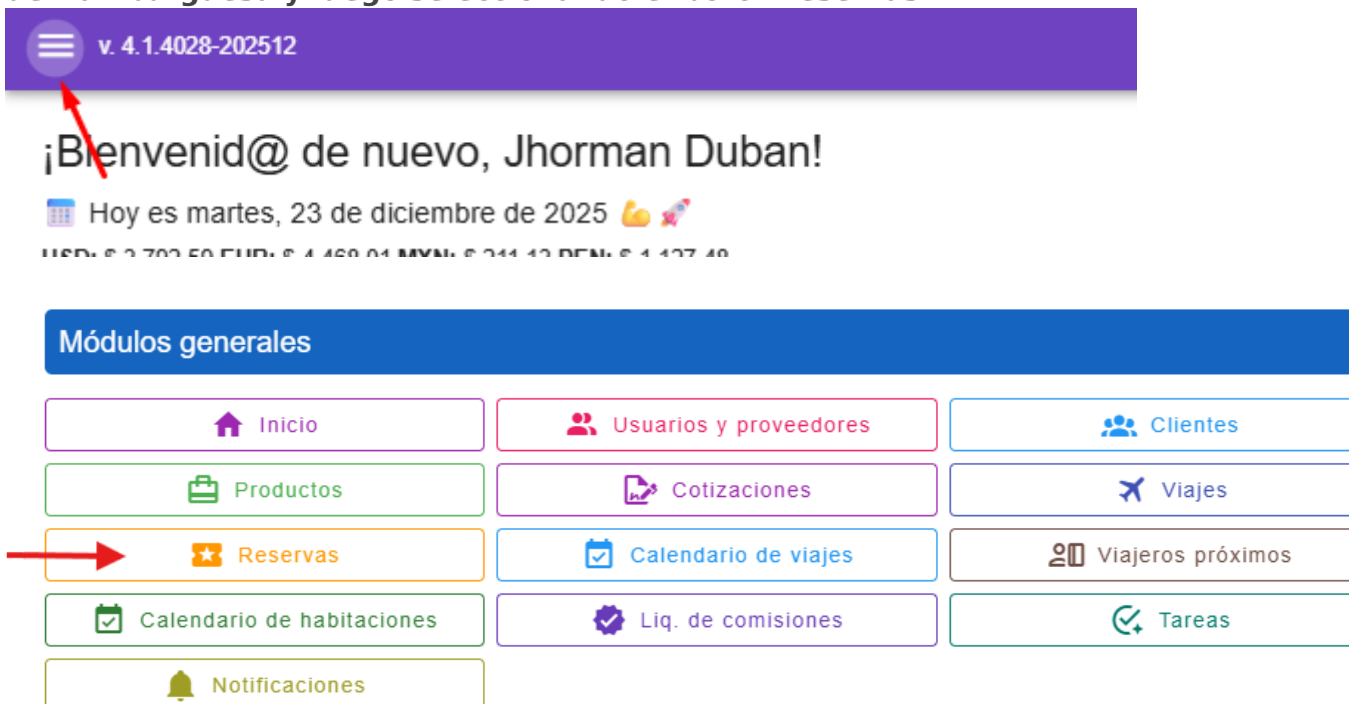 v. 4.1.4028-202512
¡Bienvenid@ de nuevo, Jhorman Duban!
Hoy es martes, 23 de diciembre de 2025
Módulos generales
Inicio
Usuarios y proveedores
Clientes
Productos
Cotizaciones
Viajes
Reservas
Calendario de viajes
Viajeros próximos
Calendario de habitaciones
Liq. de comisiones
Tareas
Notificaciones